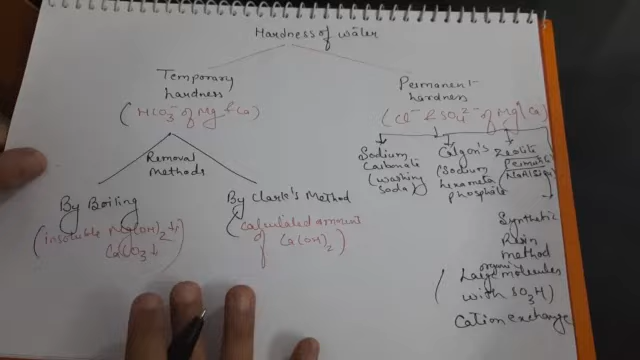 Hardness of water
Temporary
hardness
(HCO3⁻ of Mg & Ca)
Permanent
hardness
(Cl⁻ & SO4²⁻ of Mg/Ca)
Removal
Methods
By Boiling
(insoluble Mg(OH)2↓
CaCO3↓)
By Clarke's Method
(calculated amount
of Ca(OH)2)
Sodium
Carbonate
(washing
soda)
Calgon's
(Sodium
hexameta
phosphate
Zeolite
Permutit
Synthetic
Resin
method
organic
(Large molecules
with SO3H)
Cation exchange